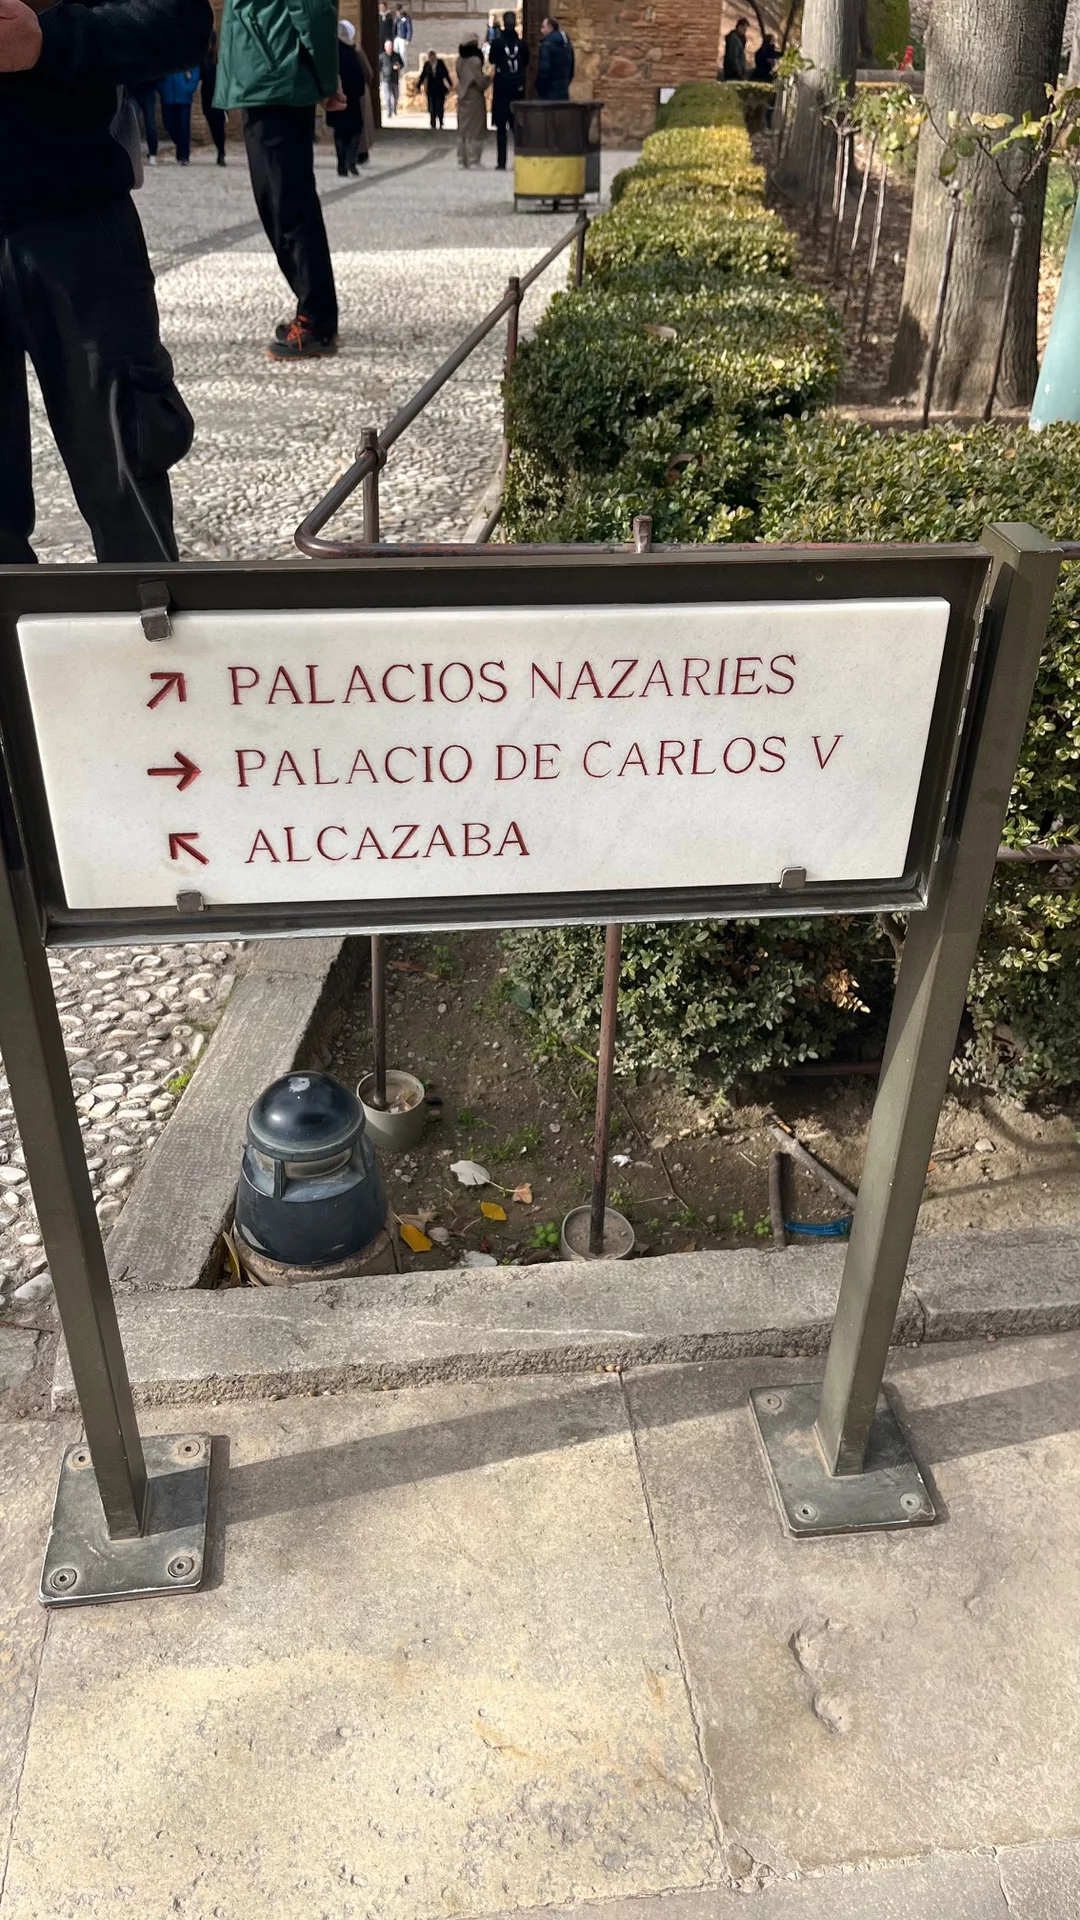 ↗ PALACIOS NAZARIES
→ PALACIO DE CARLOS V
↖ ALCAZABA